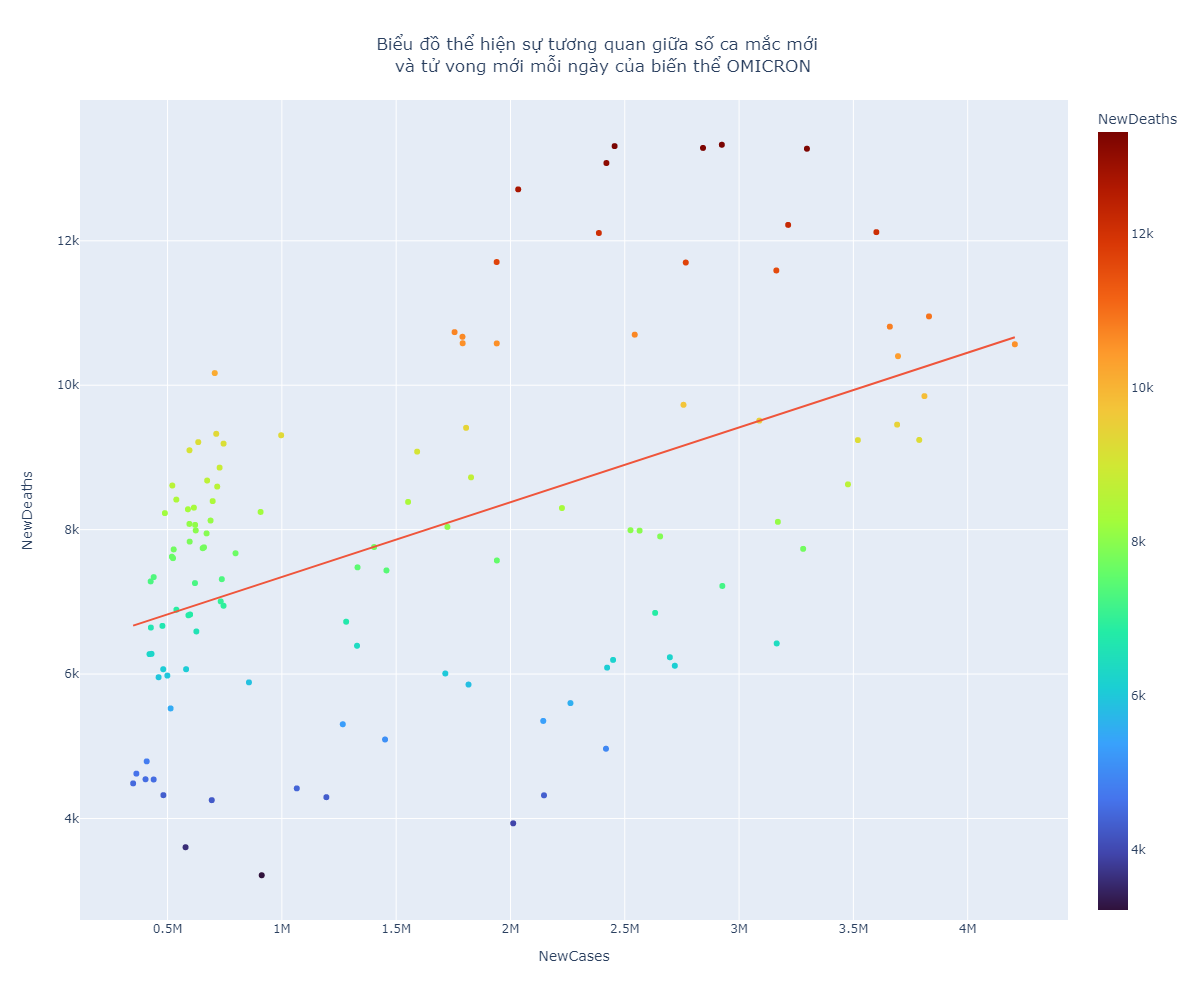 Biểu đồ thể hiện sự tương quan giữa số ca mắc mới
và tử vong mới mỗi ngày của biến thể OMICRON
NewDeaths
12k
10k
8k
6k
4k
NewDeaths
12k
10k
8k
6k
4k
0.5M
1M
1.5M
2M
2.5M
3M
3.5M
4M
NewCases